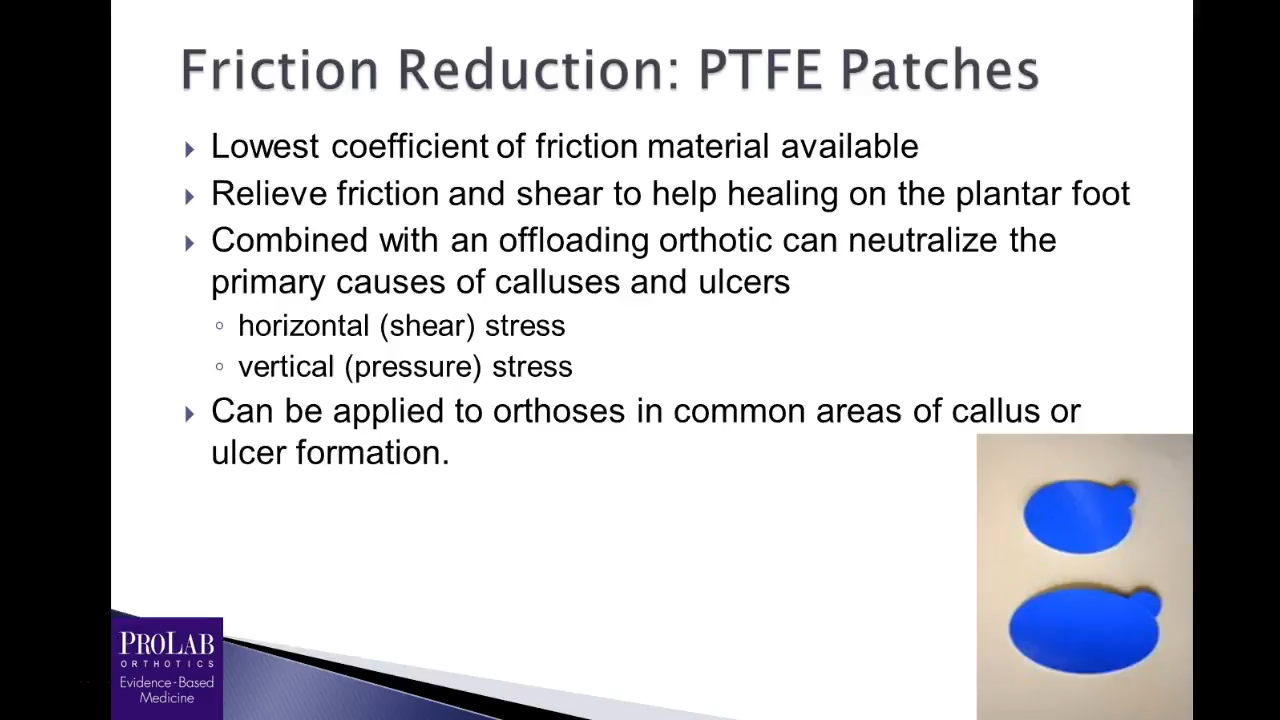 Friction Reduction: PTFE Patches
Lowest coefficient of friction material available
Relieve friction and shear to help healing on the plantar foot
Combined with an offloading orthotic can neutralize the
primary causes of calluses and ulcers
horizontal (shear) stress
vertical (pressure) stress
Can be applied to orthoses in common areas of callus or
ulcer formation.
PROLAB
ORTHOTICS
Evidence-Based
Medicine